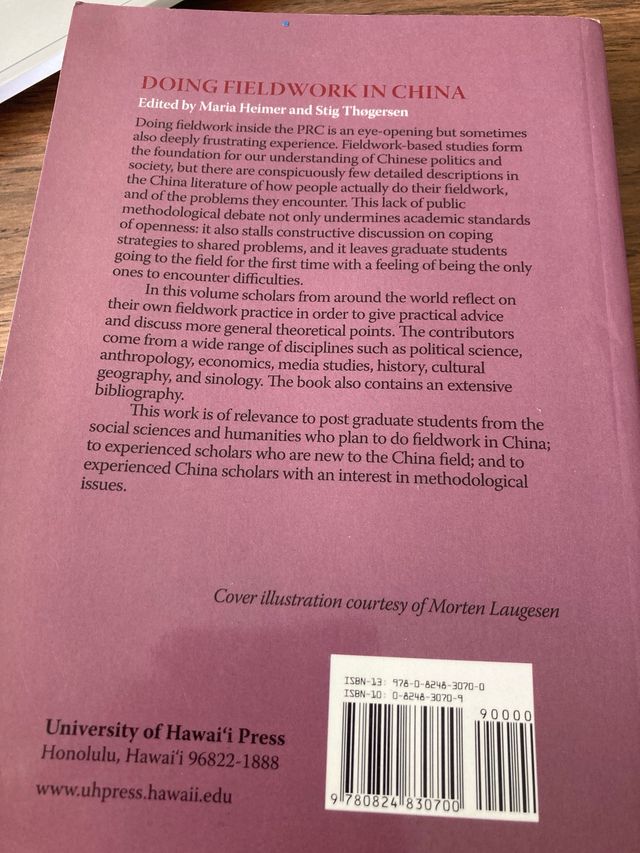 DOING FIELDWORK IN CHINA
Edited by Maria Heimer and Stig Thøgersen
Doing fieldwork inside the PRC is an eye-opening but sometimes
also deeply frustrating experience. Fieldwork-based studies form
the foundation for our understanding of Chinese politics and
society, but there are conspicuously few detailed descriptions in
the China literature of how people actually do their fieldwork,
and of the problems they encounter. This lack of public
methodological debate not only undermines academic standards
of openness: it also stalls constructive discussion on coping
strategies to shared problems, and it leaves graduate students
going to the field for the first time with a feeling of being the only
ones to encounter difficulties.
In this volume scholars from around the world reflect on
their own fieldwork practice in order to give practical advice
and discuss more general theoretical points. The contributors
come from a wide range of disciplines such as political science,
anthropology, economics, media studies, history, cultural
geography, and sinology. The book also contains an extensive
bibliography.
This work is of relevance to post graduate students from the
social sciences and humanities who plan to do fieldwork in China;
to experienced scholars who are new to the China field; and to
experienced China scholars with an interest in methodological
issues.
Cover illustration courtesy of Morten Laugesen
ISBN-13: 978-0-8248-3070-0
ISBN-10: 0-8248-3070-9
90000
9 780824 830700
University of Hawai‘i Press
Honolulu, Hawai‘i 96822-1888
www.uhpress.hawaii.edu